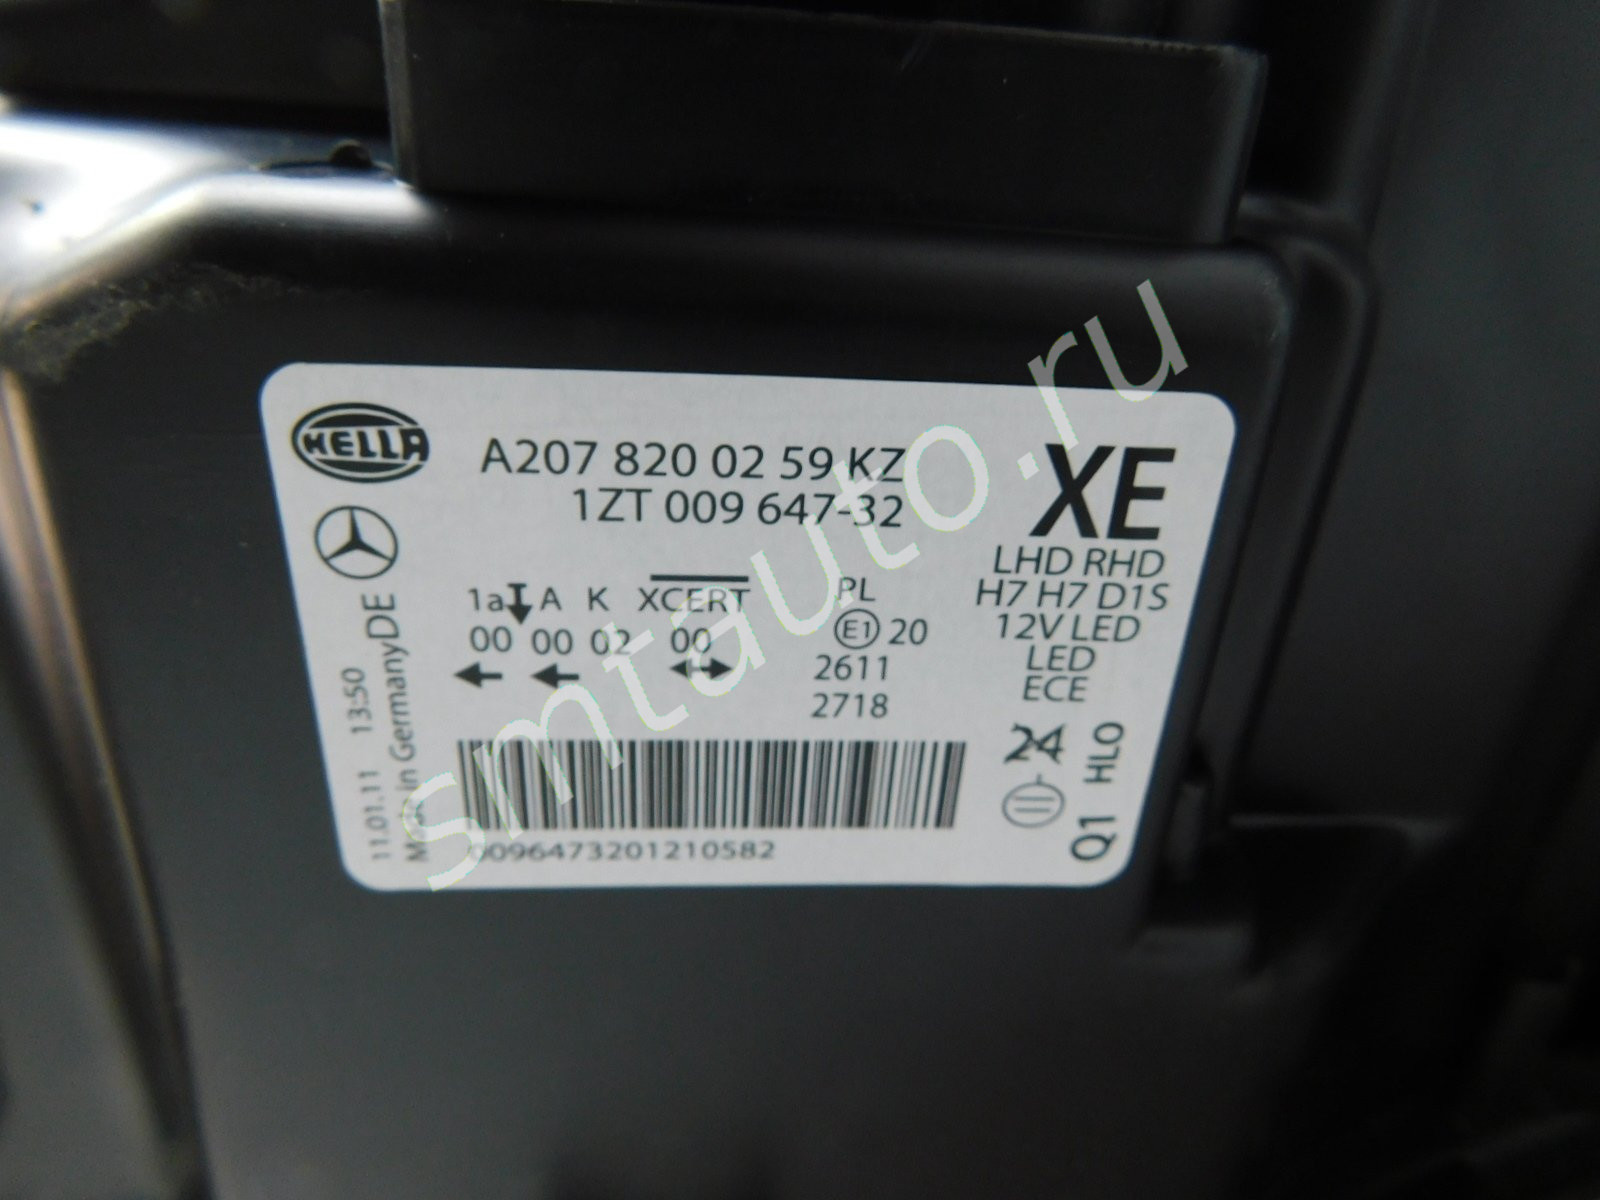 HELLA
A207 820 02 59 KZ
1ZT 009 647-32
XE
LHD RHD
H7 H7 D1S
12V LED
LED
ECE
1a A K XCERT PL
00 00 02 00 E1 20
2611
2718
24
Q1 HLO
11.01.11 13:50
Made in Germany DE
009647320121058​2
smtauto.ru